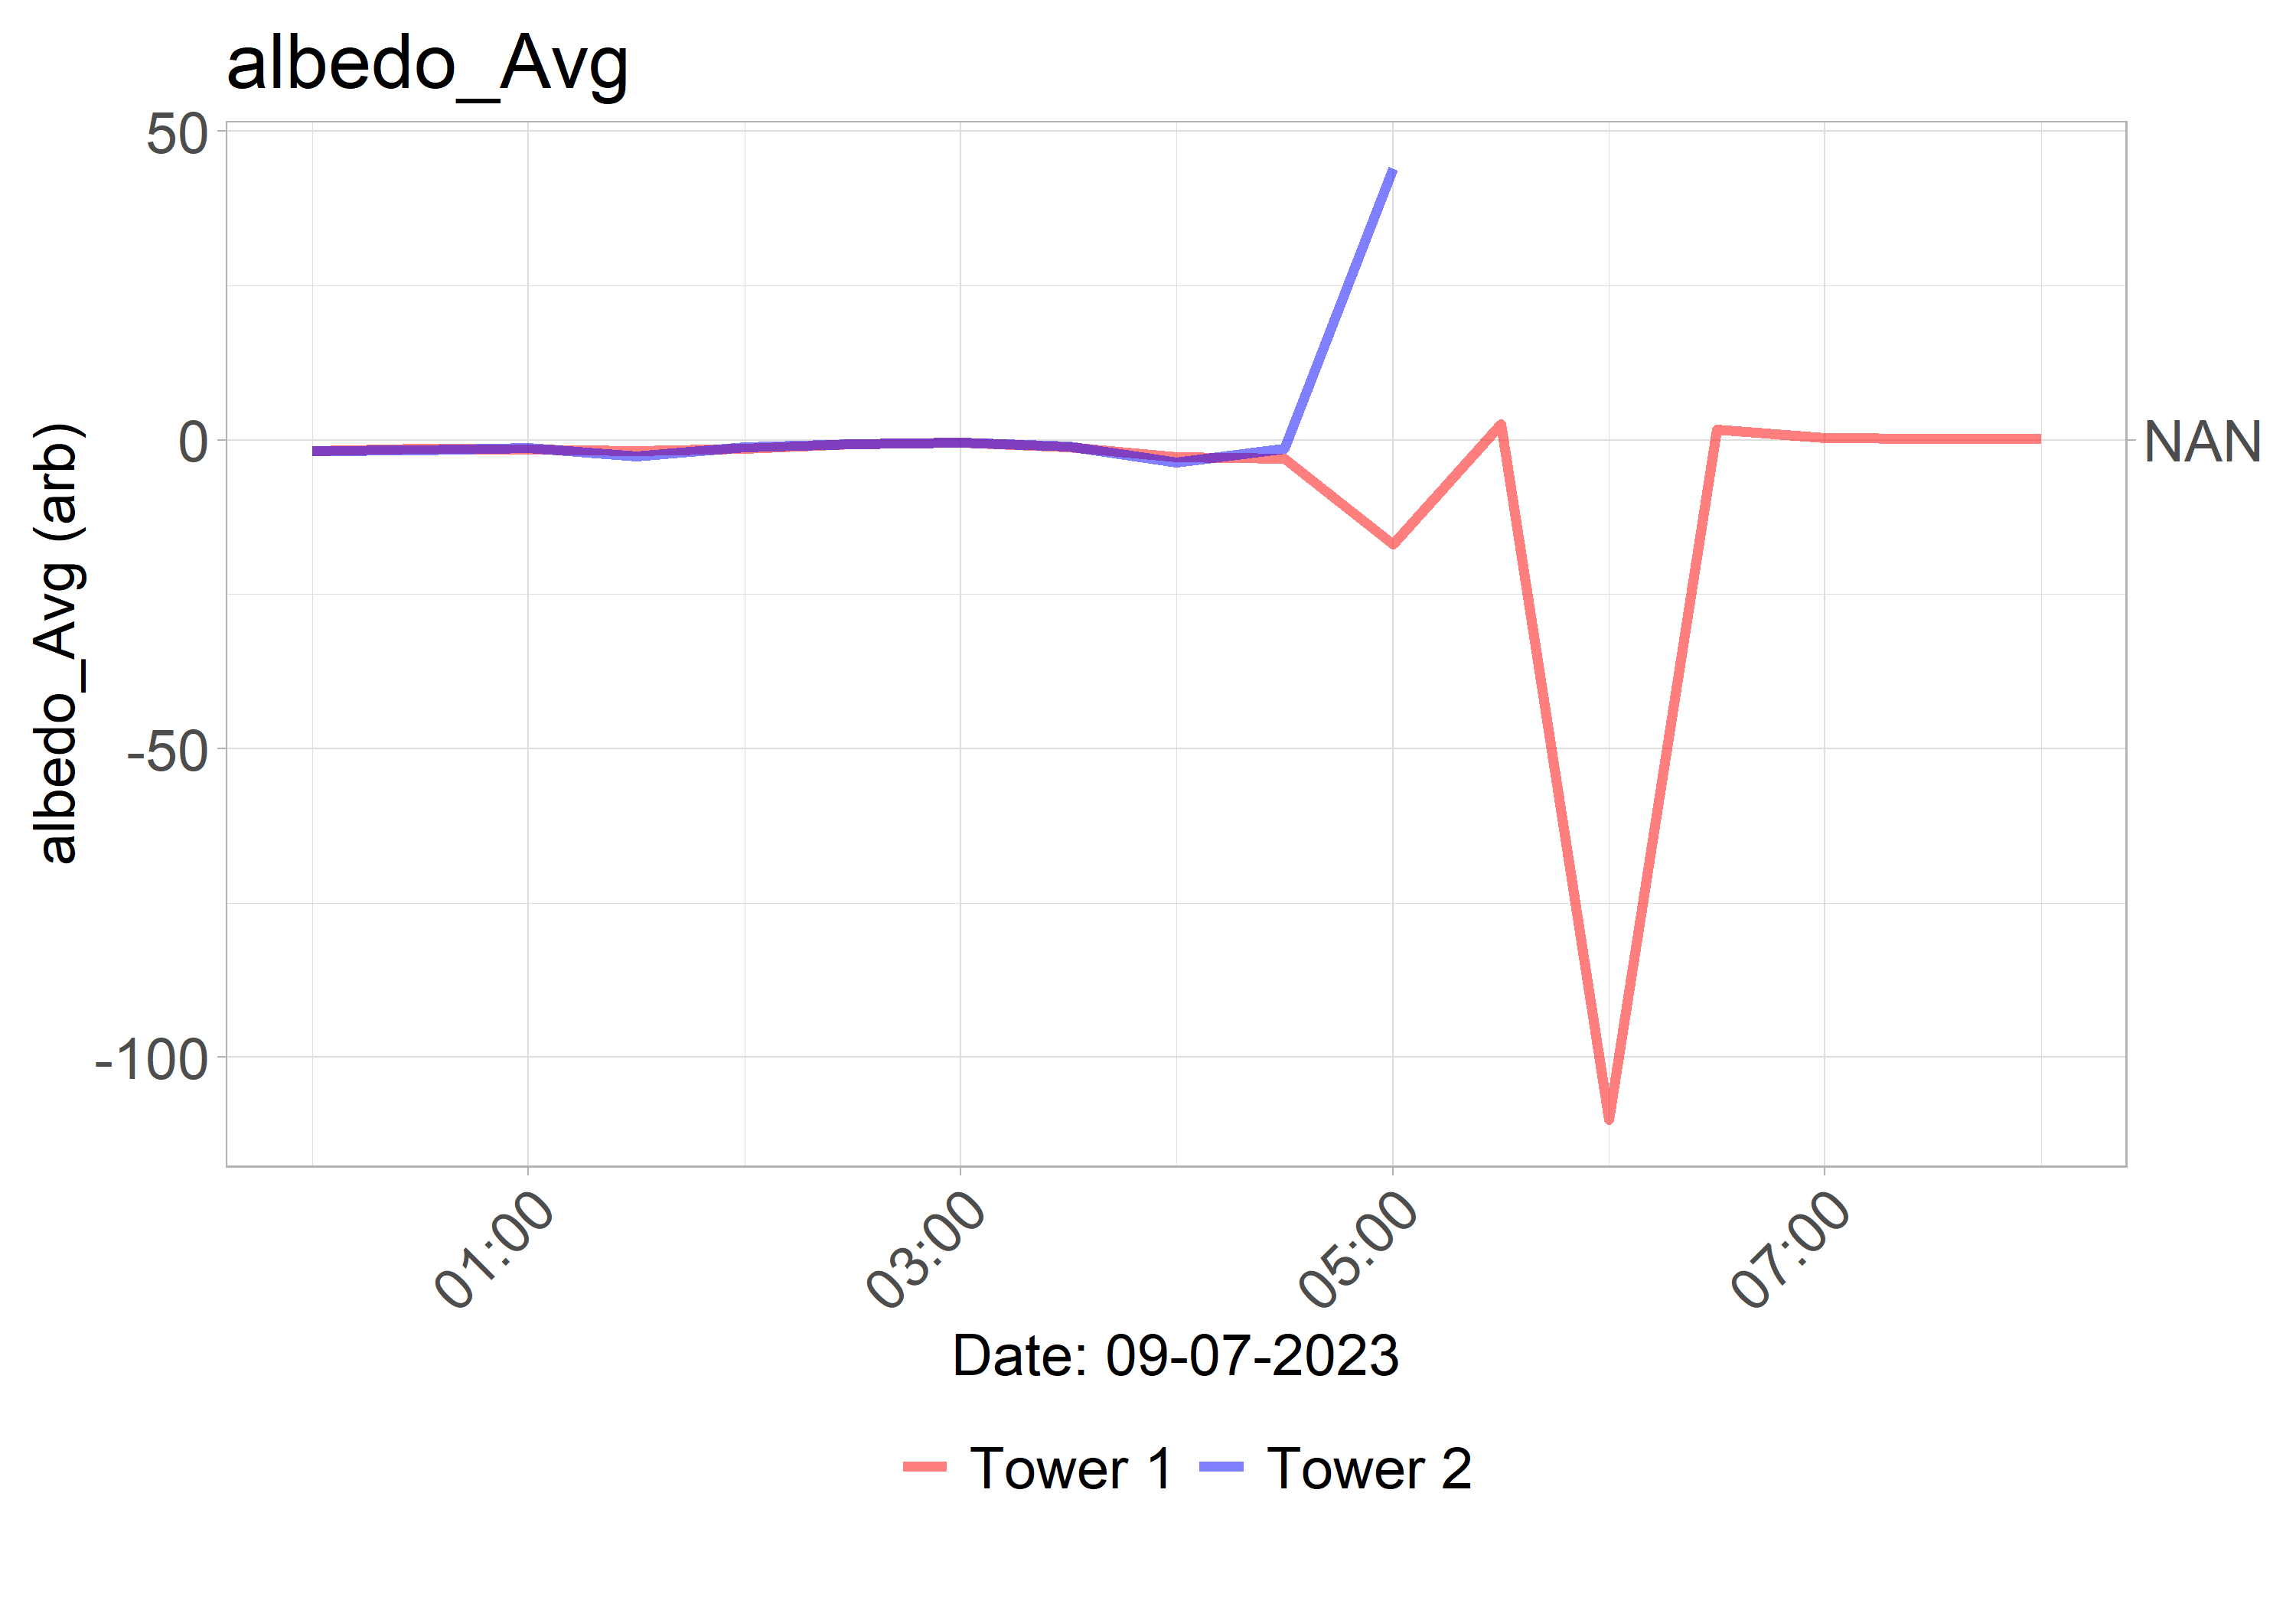 albedo_Avg
albedo_Avg (arb)
50
0
-50
-100
NAN
01:00
03:00
05:00
07:00
Date: 09-07-2023
Tower 1
Tower 2